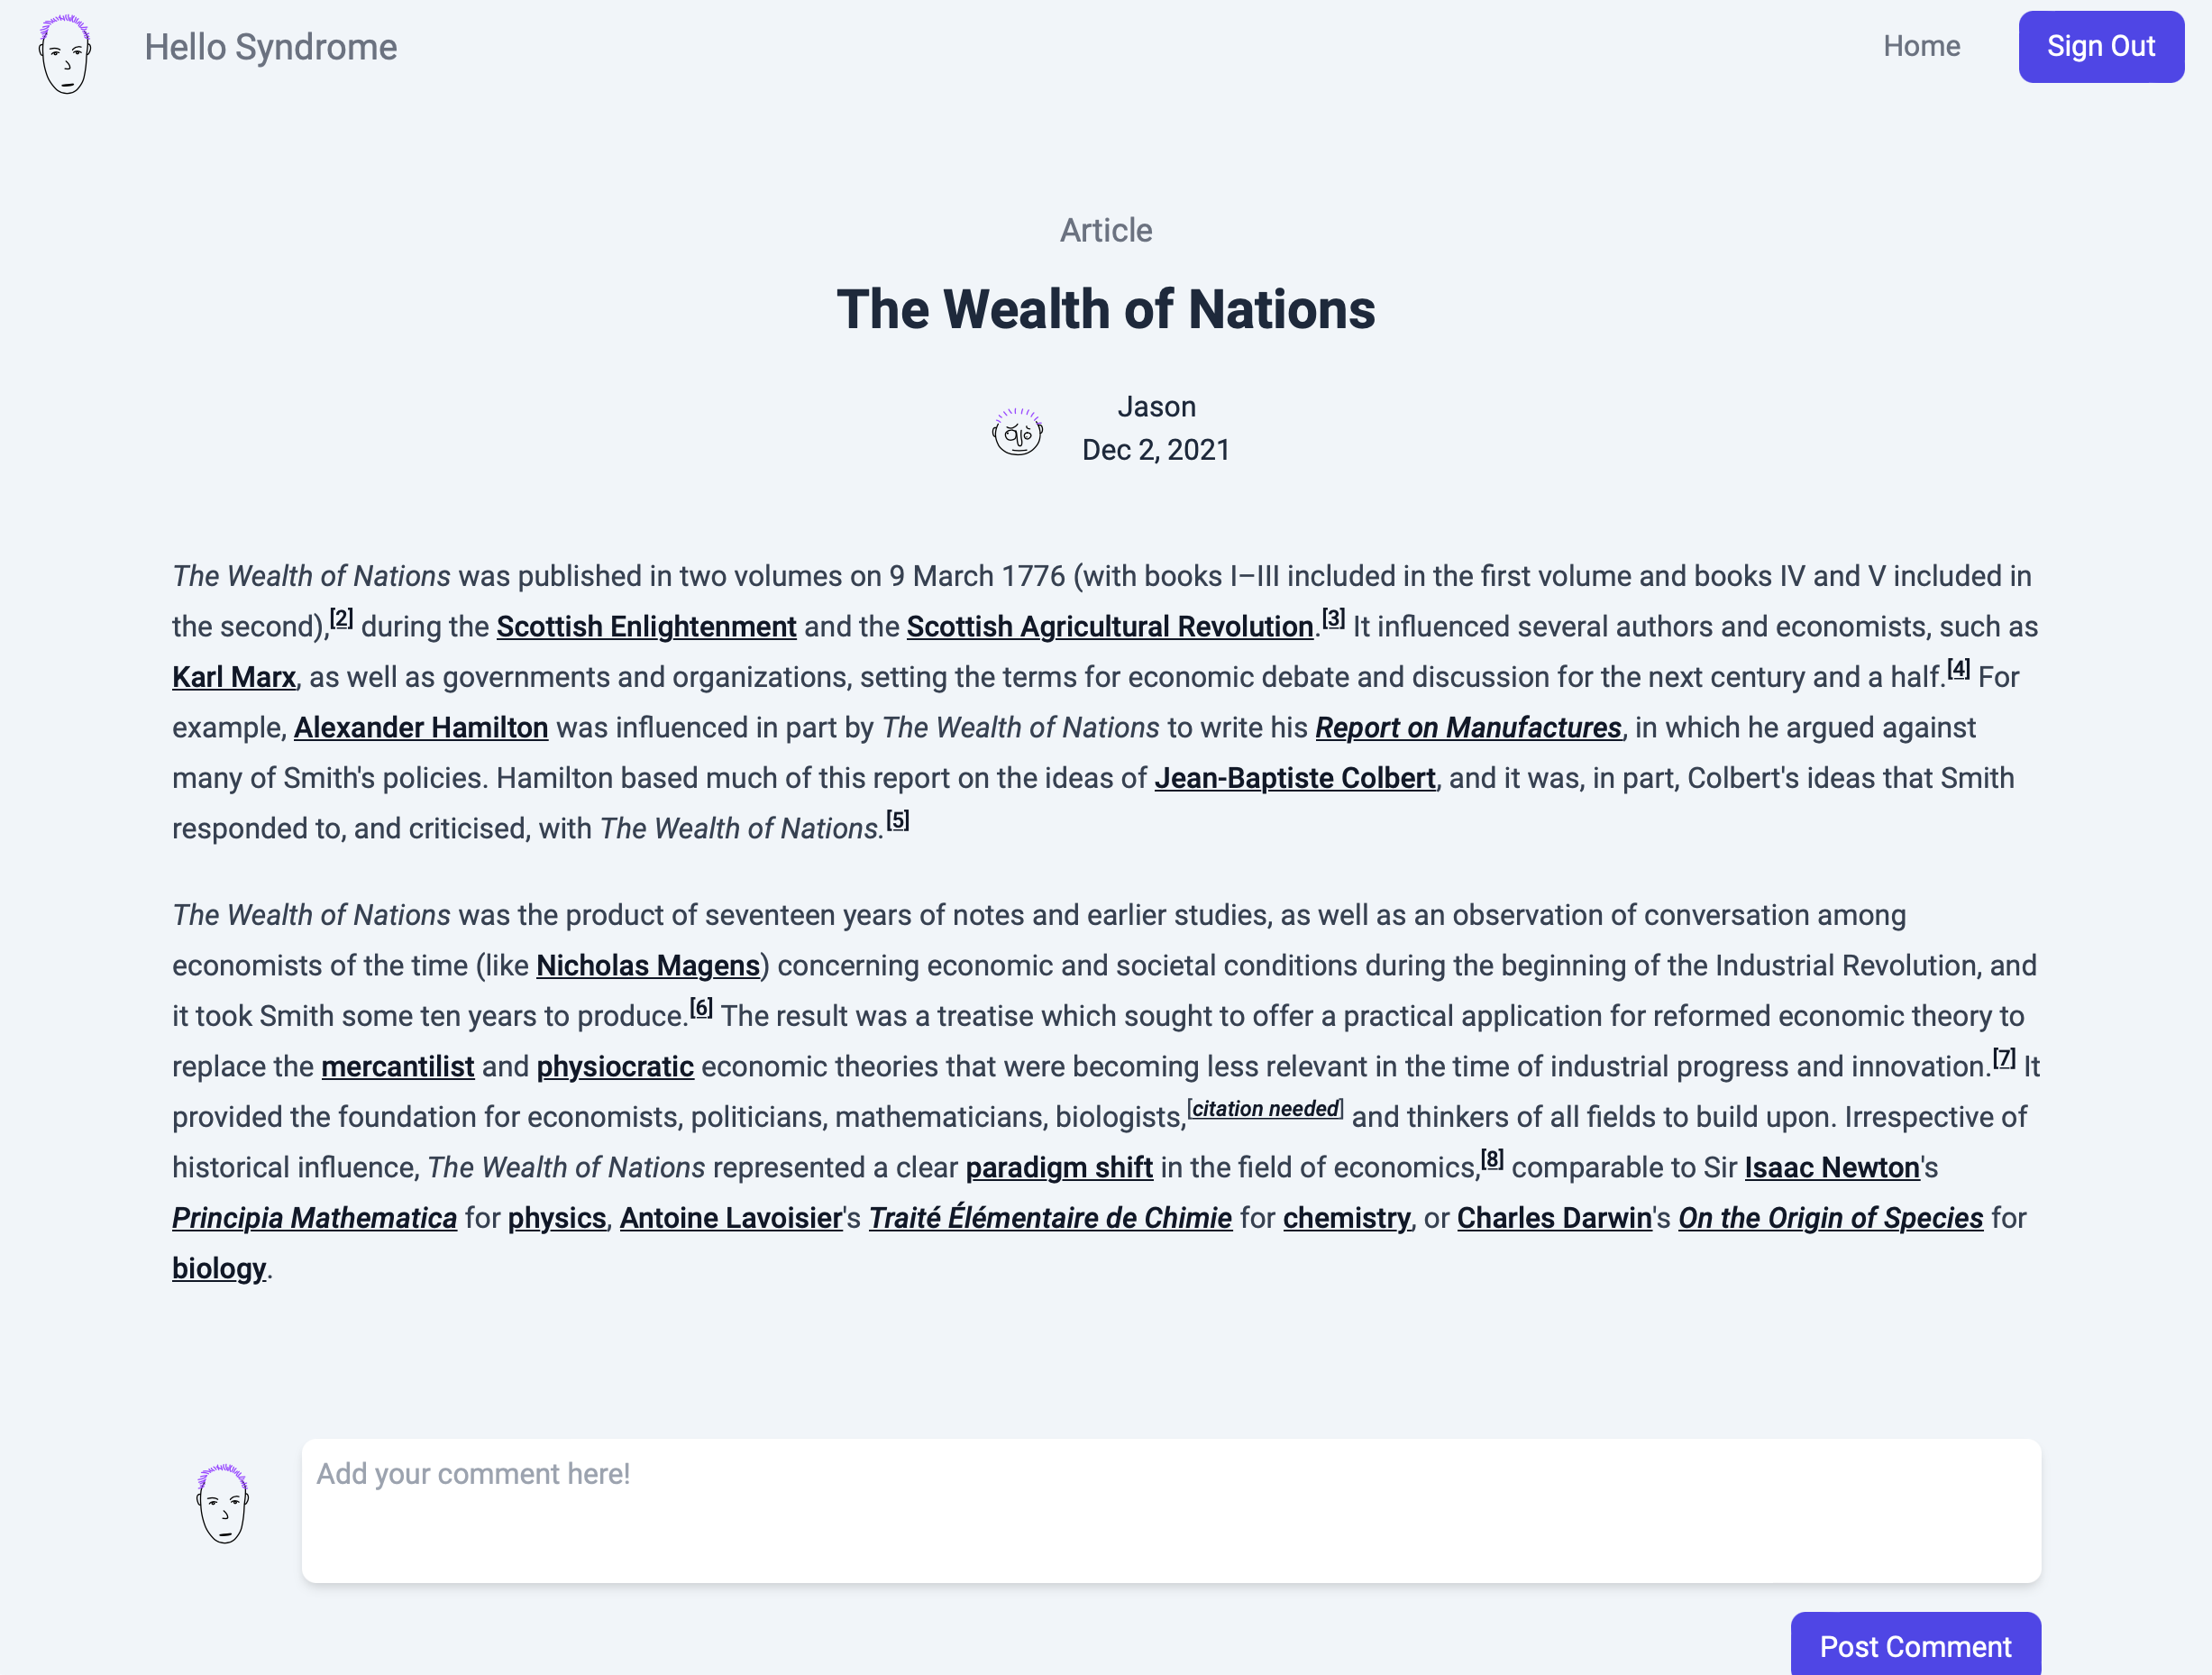 Hello Syndrome
Home
Sign Out
Article
The Wealth of Nations
Jason
Dec 2, 2021
The Wealth of Nations was published in two volumes on 9 March 1776 (with books I–III included in the first volume and books IV and V included in
the second),[2] during the Scottish Enlightenment and the Scottish Agricultural Revolution.[3] It influenced several authors and economists, such as
Karl Marx, as well as governments and organizations, setting the terms for economic debate and discussion for the next century and a half.[4] For
example, Alexander Hamilton was influenced in part by The Wealth of Nations to write his Report on Manufactures, in which he argued against
many of Smith's policies. Hamilton based much of this report on the ideas of Jean-Baptiste Colbert, and it was, in part, Colbert's ideas that Smith
responded to, and criticised, with The Wealth of Nations.[5]
The Wealth of Nations was the product of seventeen years of notes and earlier studies, as well as an observation of conversation among
economists of the time (like Nicholas Magens) concerning economic and societal conditions during the beginning of the Industrial Revolution, and
it took Smith some ten years to produce.[6] The result was a treatise which sought to offer a practical application for reformed economic theory to
replace the mercantilist and physiocratic economic theories that were becoming less relevant in the time of industrial progress and innovation.[7] It
provided the foundation for economists, politicians, mathematicians, biologists,[citation needed] and thinkers of all fields to build upon. Irrespective of
historical influence, The Wealth of Nations represented a clear paradigm shift in the field of economics,[8] comparable to Sir Isaac Newton's
Principia Mathematica for physics, Antoine Lavoisier's Traité Élémentaire de Chimie for chemistry, or Charles Darwin's On the Origin of Species for
biology.
Add your comment here!
Post Comment